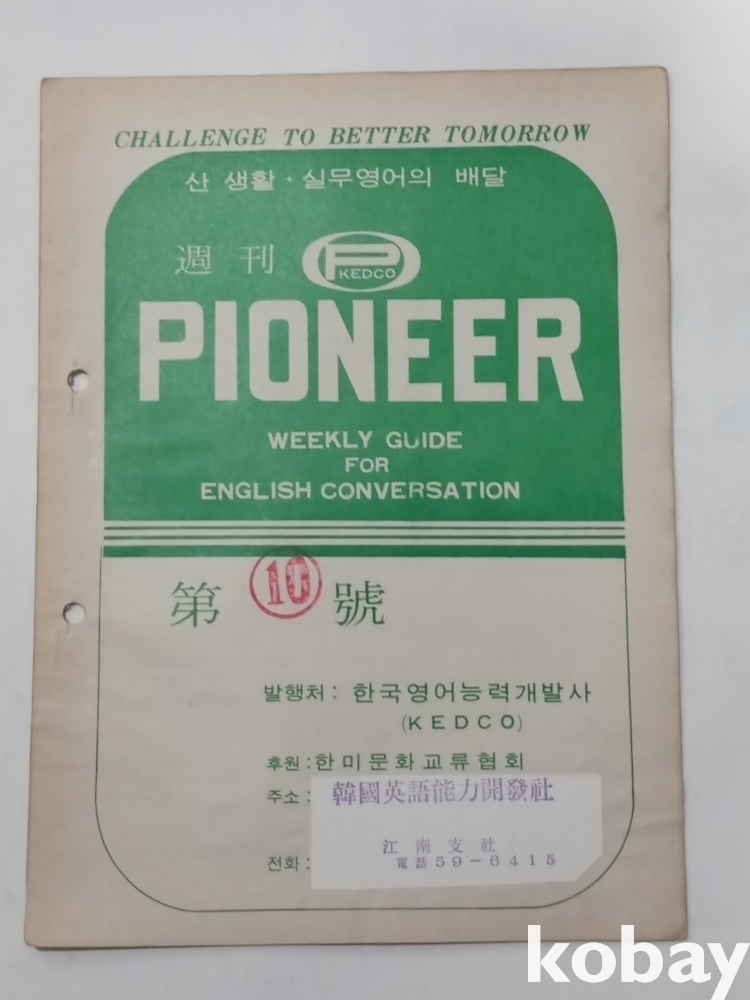 CHALLENGE TO BETTER TOMORROW
산 생활 · 실무영어의 배달
週刊 P KEDCO
PIONEER
WEEKLY GUIDE
FOR
ENGLISH CONVERSATION
第 10 號
발행처 : 한국영어능력개발사
(KEDCO)
후원 : 한미문화교류협회
주소 : 韓國英語能力開發社
江南支社
전화 : 電話 59-6415
kobay